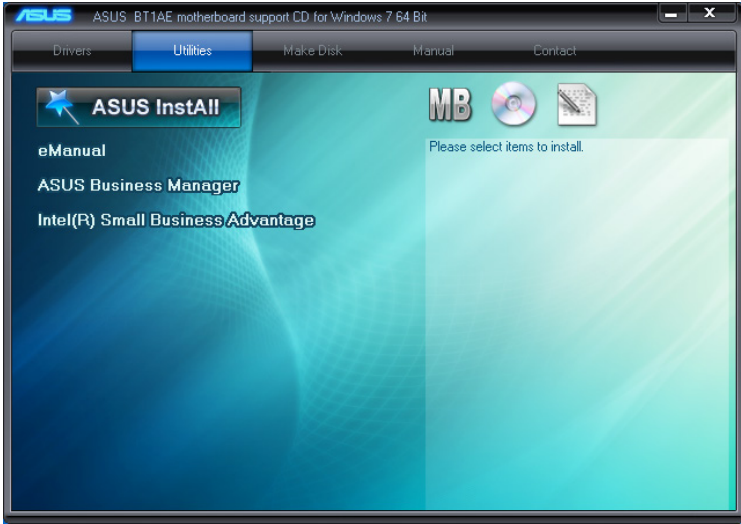 ASUS ASUS BT1AE motherboard support CD for Windows 7 64 Bit X
Drivers Utilities Make Disk Manual Contact
ASUS InstAll
MB
eManual
Please select items to install.
ASUS Business Manager
Intel(R) Small Business Advantage